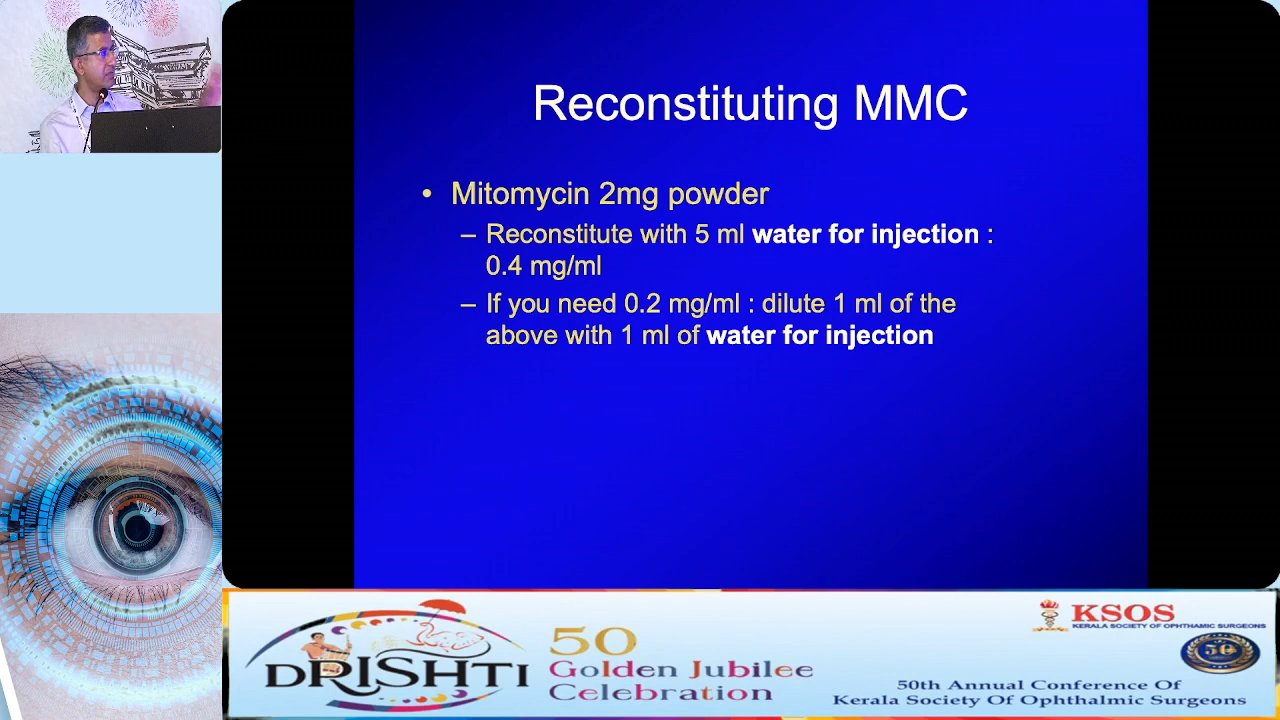 Reconstituting MMC
• Mitomycin 2mg powder
– Reconstitute with 5 ml water for injection :
0.4 mg/ml
– If you need 0.2 mg/ml : dilute 1 ml of the
above with 1 ml of water for injection
DRISHTI
50
Golden Jubilee
Celebration
KSOS
KERALA SOCIETY OF OPHTHAMIC SURGEONS
50
50th Annual Conference Of
Kerala Society Of Ophthalmic Surgeons